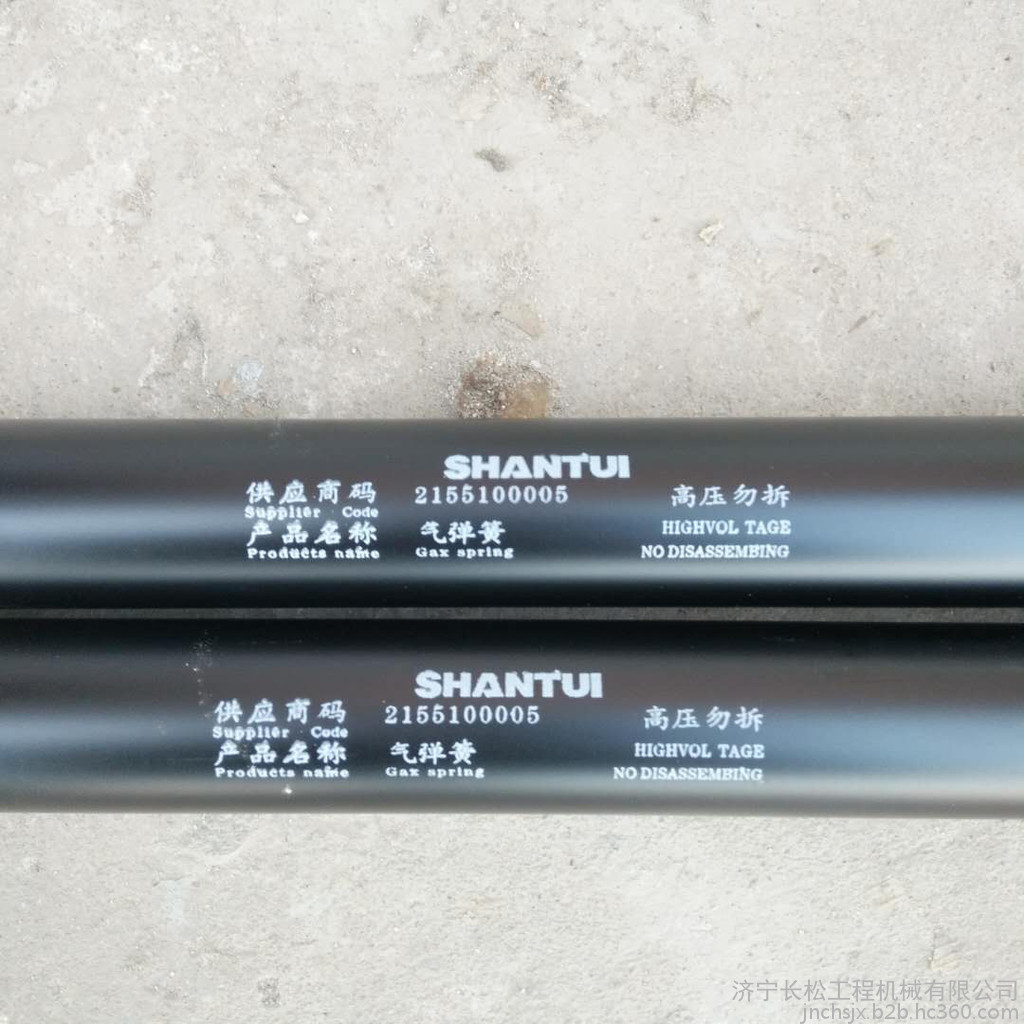 SHANTUI
供应商码 2155100005 高压勿拆
Supplier Code HIGHVOL TAGE
产品名称 气弹簧
Products name Gax spring NO DISASSEMBING
SHANTUI
供应商码 2155100005 高压勿拆
Supplier Code HIGHVOL TAGE
产品名称 气弹簧
Products name Gax spring NO DISASSEMBING
济宁长松工程机械有限公司
jnchsjx.b2b.hc360.com